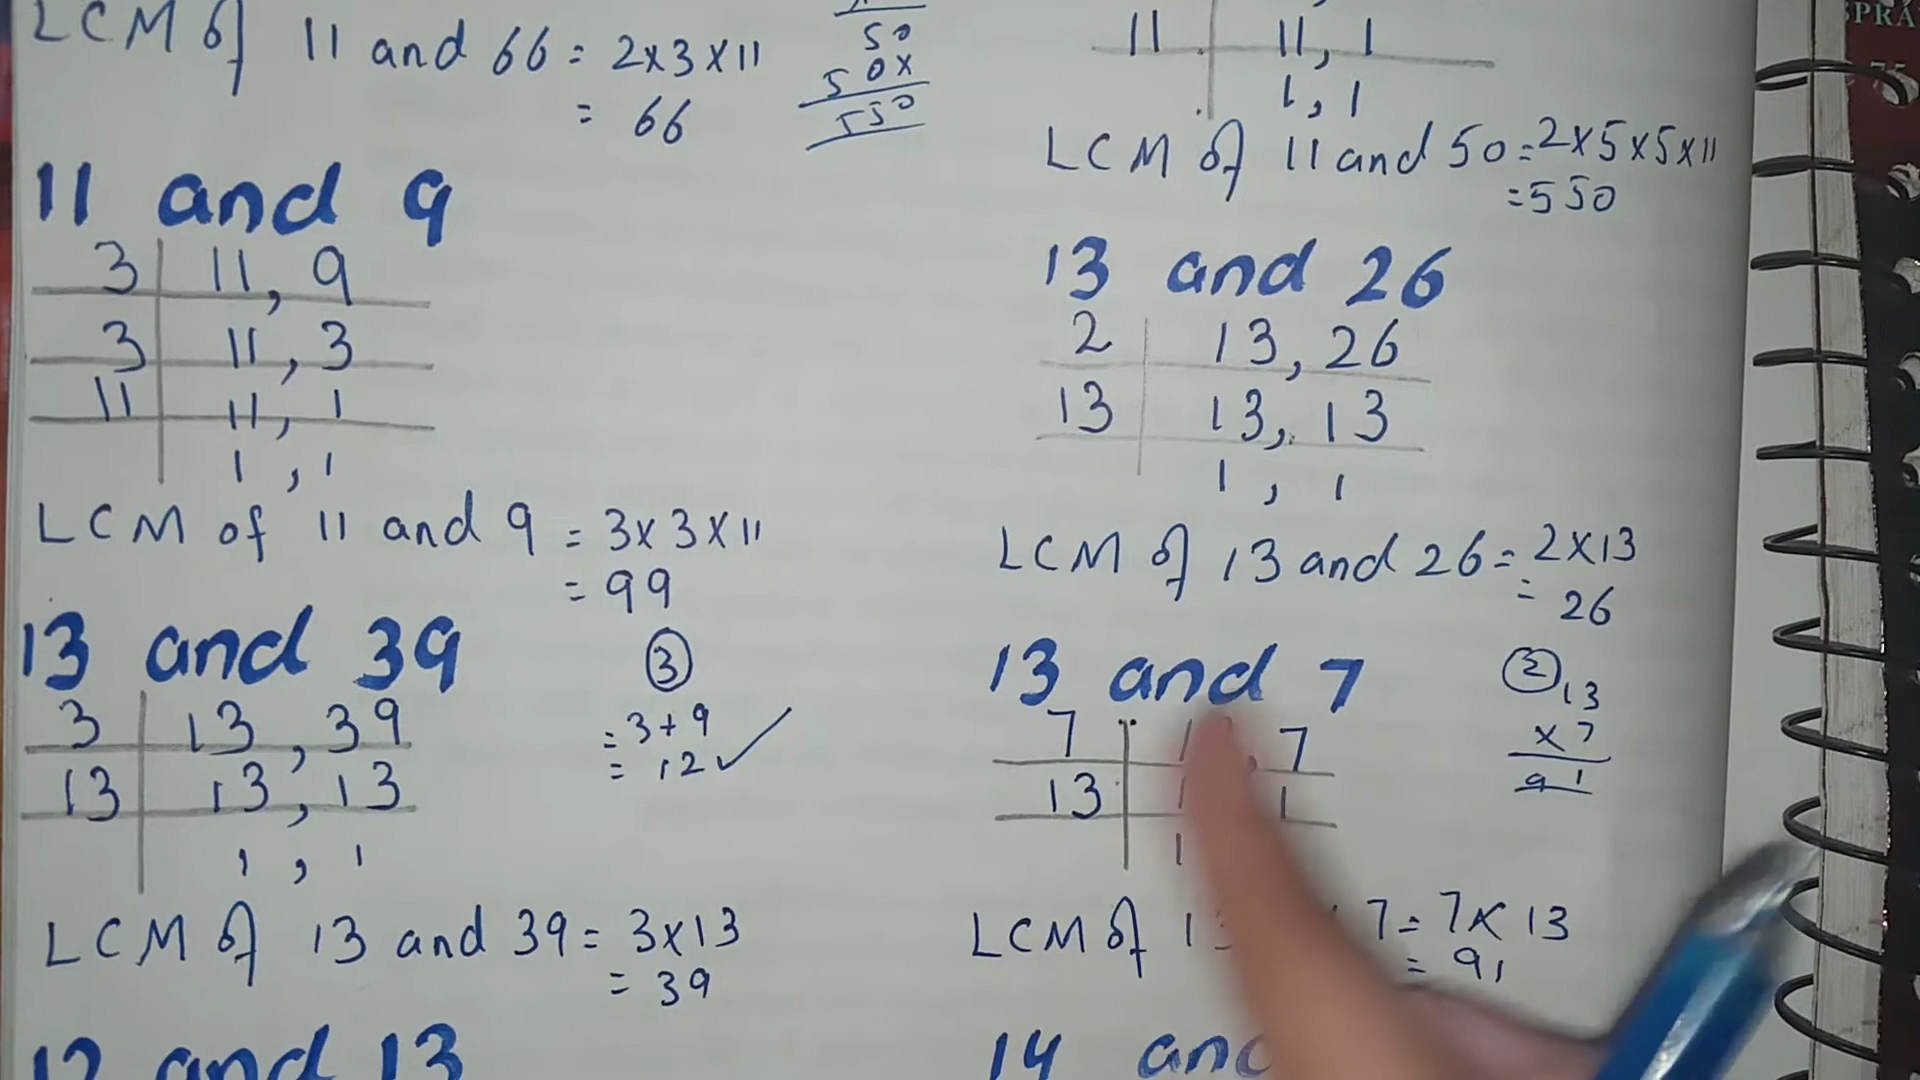 LCM of 11 and 66 = 2x3x11
= 66
50
50x
550
11 and 9
3 11, 9
3 11, 3
11 11, 1
1, 1
LCM of 11 and 9 = 3x3x11
= 99
13 and 39
3 13, 39
13 13, 13
1, 1
③
= 3+9
= 12 ✓
LCM of 13 and 39 = 3x13
= 39
and 13
11 11, 1
1, 1
LCM of 11 and 50 = 2x5x5x11
= 550
13 and 26
2 13, 26
13 13, 13
1, 1
LCM of 13 and 26 = 2x13
= 26
13 and 7
7 , 7
13 1
1
② 13
x7
91
LCM of 7 = 7x13
= 91
14
SPRÁ
75